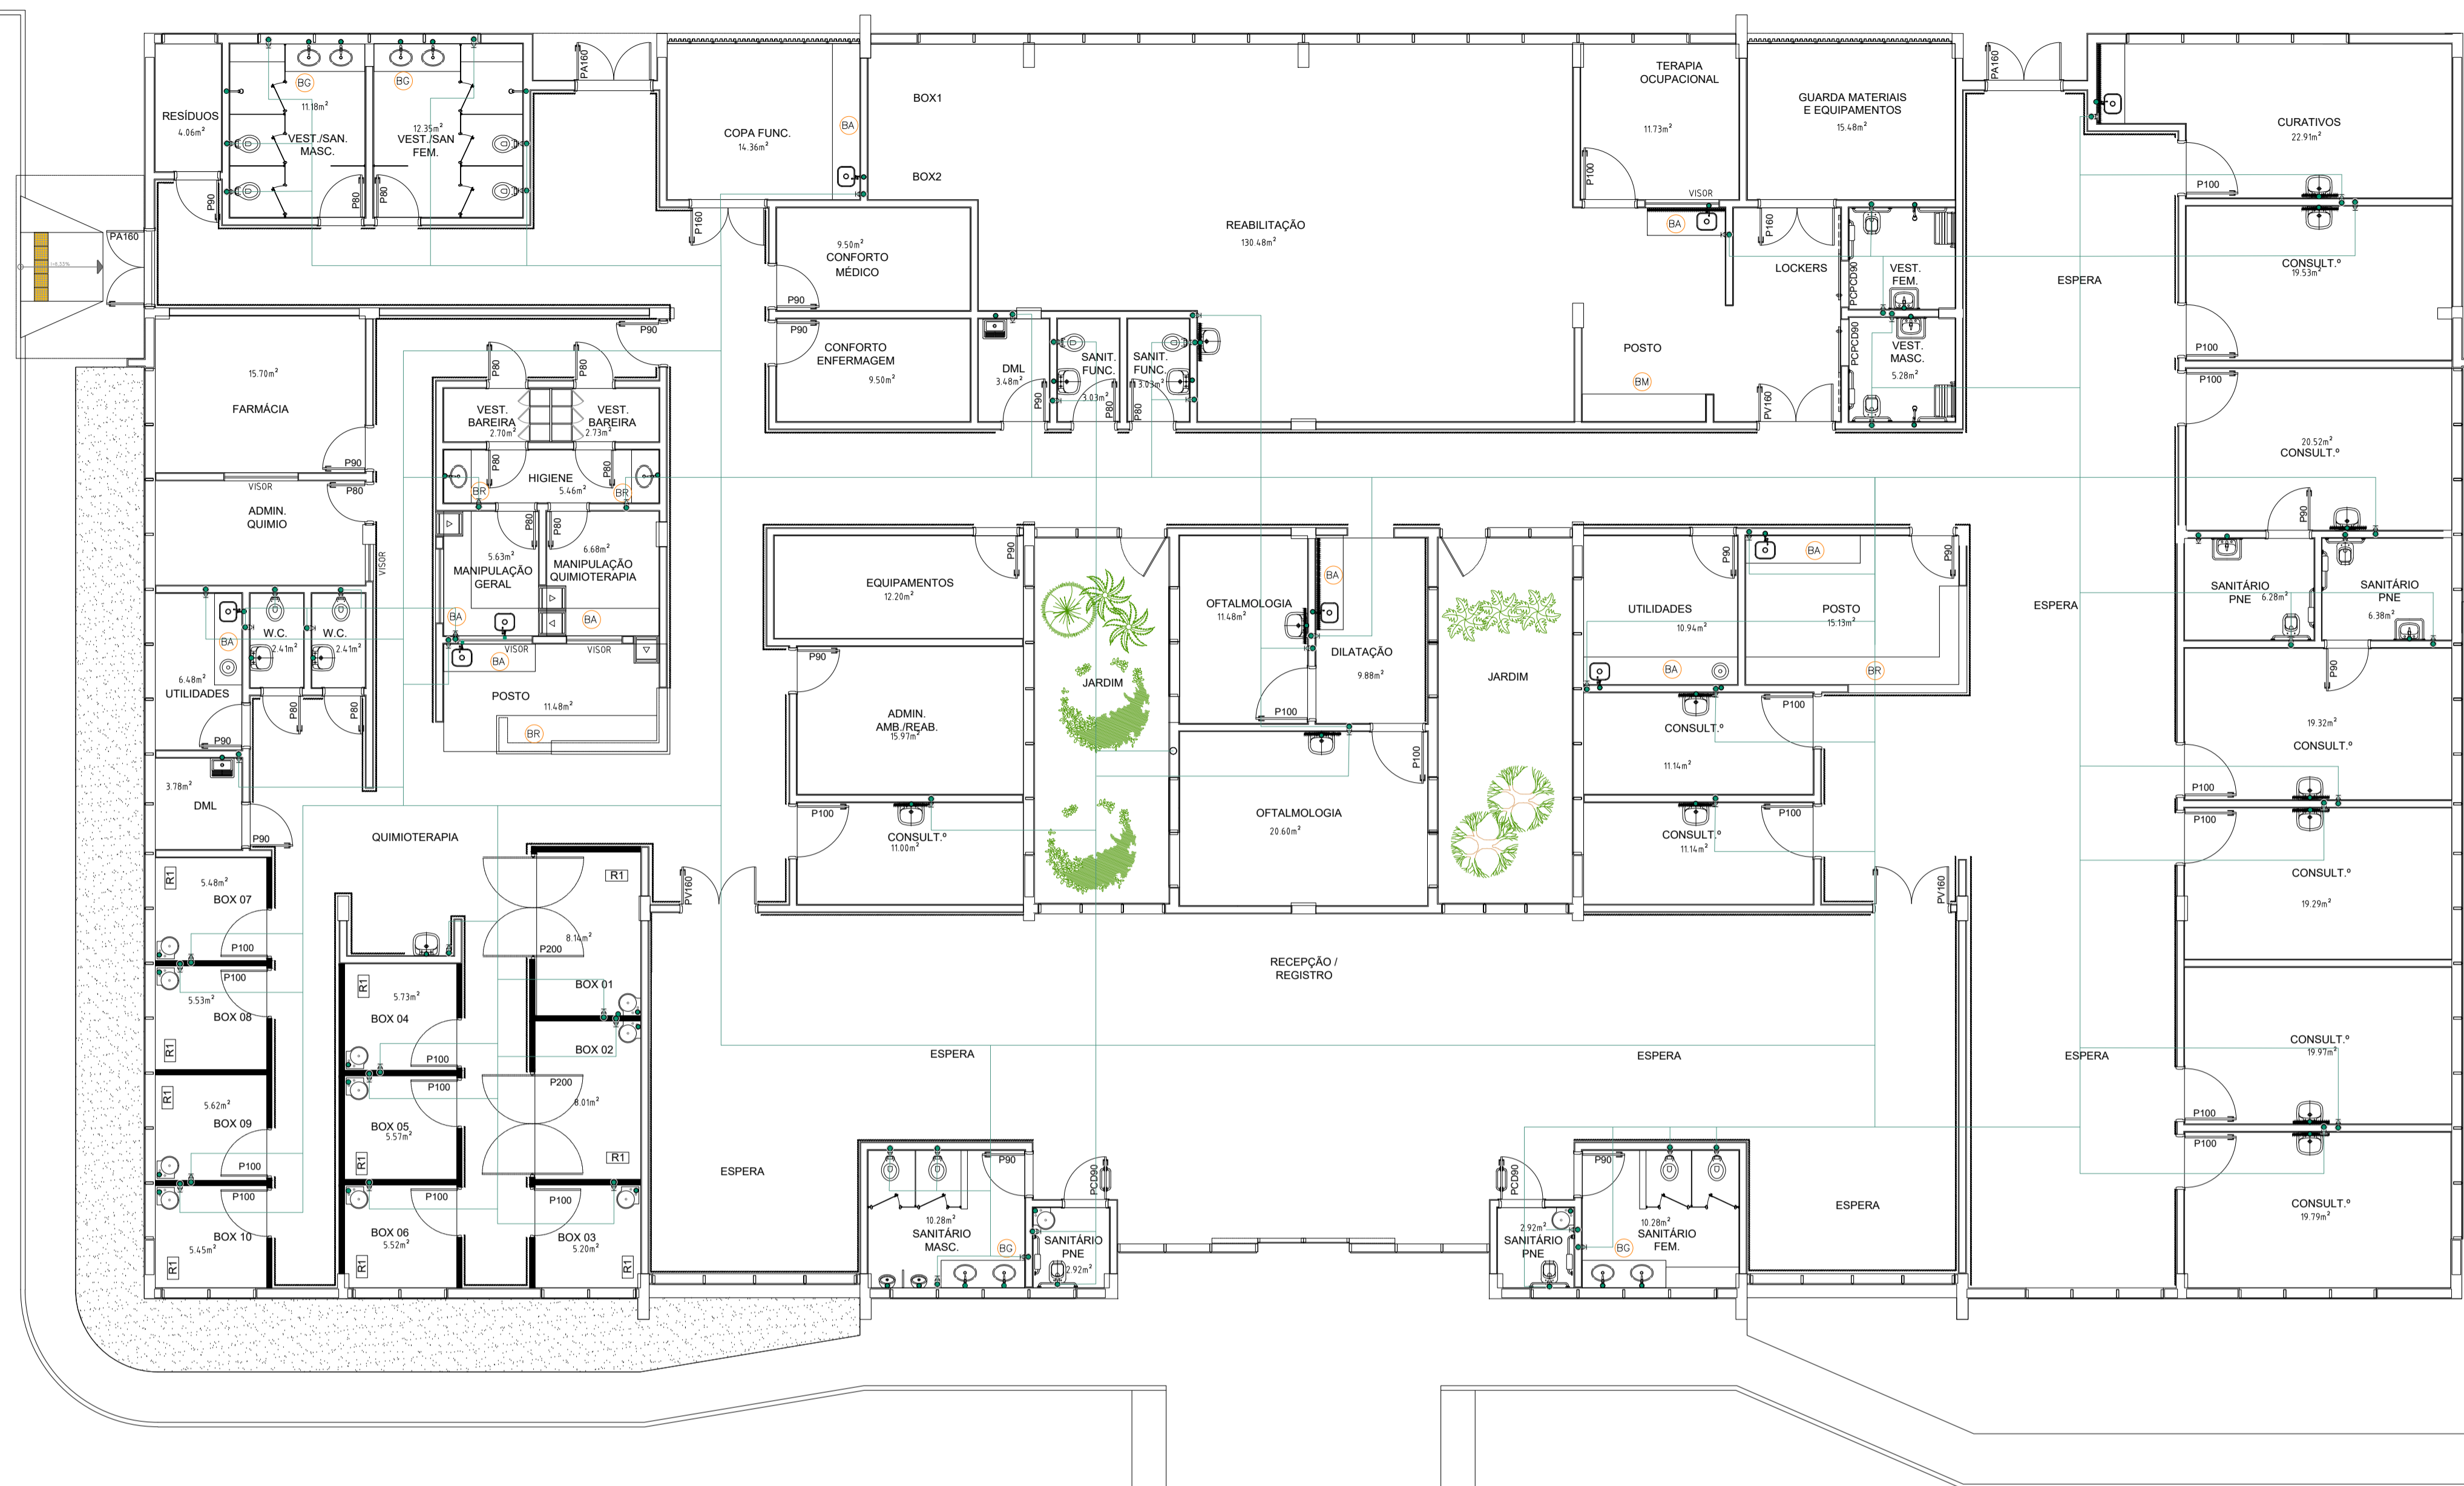 RESÍDUOS
4.06m²
BG
11.18m²
VEST./SAN.
MASC.
BG
12.35m²
VEST./SAN
FEM.
P90
P80
P80
PA160
PA160
i=8.33%
COPA FUNC.
14.36m²
BA
P160
BOX1
BOX2
REABILITAÇÃO
130.48m²
TERAPIA
OCUPACIONAL
11.73m²
P100
VISOR
BA
GUARDA MATERIAIS
E EQUIPAMENTOS
15.48m²
P160
LOCKERS
PCPCD90
VEST.
FEM.
PCPCD90
VEST.
MASC.
5.28m²
PA160
ESPERA
CURATIVOS
22.91m²
P100
CONSULT.º
19.53m²
P100
P100
20.52m²
CONSULT.º
P90
9.50m²
CONFORTO
MÉDICO
P90
P90
CONFORTO
ENFERMAGEM
9.50m²
DML
3.48m²
P90
SANIT.
FUNC.
3.03m²
P80
SANIT.
FUNC.
3.03m²
P80
POSTO
BM
PV160
15.70m²
FARMÁCIA
P90
P90
P80
P80
VEST.
BAREIRA
2.70m²
VEST.
BAREIRA
2.73m²
P80
P80
HIGIENE
5.46m²
BR
BR
VISOR
P80
ADMIN.
QUIMIO
VISOR
P80
P80
5.63m²
MANIPULAÇÃO
GERAL
BA
6.68m²
MANIPULAÇÃO
QUIMIOTERAPIA
BA
VISOR
VISOR
BA
POSTO
11.48m²
BR
BA
6.48m²
UTILIDADES
P90
W.C.
2.41m²
P80
W.C.
2.41m²
P80
3.78m²
DML
P90
EQUIPAMENTOS
12.20m²
P90
P90
ADMIN.
AMB./REAB.
15.97m²
P100
CONSULT.º
11.00m²
JARDIM
OFTALMOLOGIA
11.48m²
P100
BA
DILATAÇÃO
9.88m²
P100
OFTALMOLOGIA
20.60m²
JARDIM
UTILIDADES
10.94m²
P90
BA
BA
POSTO
15.13m²
P90
BR
P100
CONSULT.º
11.14m²
P100
CONSULT.º
11.14m²
PV160
ESPERA
SANITÁRIO
PNE
6.28m²
SANITÁRIO
PNE
6.38m²
P90
19.32m²
CONSULT.º
P100
P100
CONSULT.º
19.29m²
CONSULT.º
19.97m²
P100
P100
CONSULT.º
19.79m²
ESPERA
QUIMIOTERAPIA
R1
5.48m²
BOX 07
P100
P100
5.53m²
BOX 08
R1
R1
5.62m²
BOX 09
P100
P100
BOX 10
5.45m²
R1
R1
5.73m²
BOX 04
P100
P100
BOX 05
5.57m²
R1
P100
BOX 06
5.52m²
R1
R1
8.14m²
P200
BOX 01
BOX 02
P200
8.01m²
R1
P100
BOX 03
5.20m²
R1
PV160
RECEPÇÃO /
REGISTRO
ESPERA
ESPERA
ESPERA
P90
10.28m²
SANITÁRIO
MASC.
BG
PCD90
SANITÁRIO
PNE
2.92m²
PCD90
2.92m²
SANITÁRIO
PNE
P90
10.28m²
SANITÁRIO
FEM.
BG
ESPERA